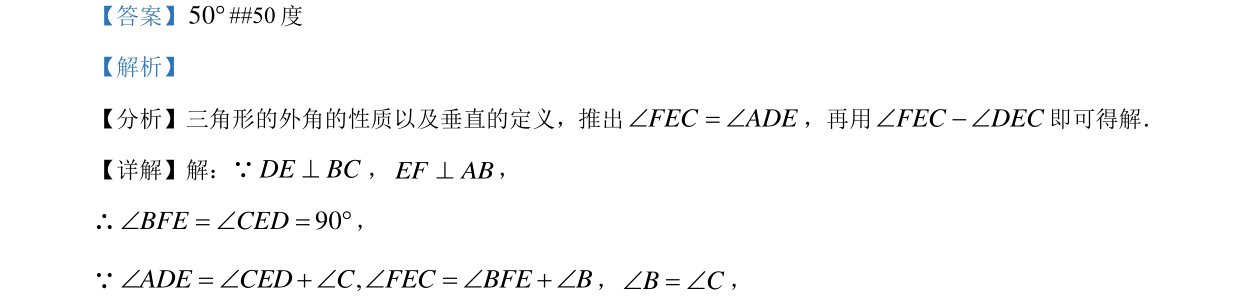 【答案】50°##50 度
【解析】
【分析】三角形的外角的性质以及垂直的定义，推出∠FEC = ∠ADE，再用∠FEC − ∠DEC 即可得解．
【详解】解：∵ DE ⊥ BC，EF ⊥ AB，
∴ ∠BFE = ∠CED = 90°，
∵ ∠ADE = ∠CED + ∠C, ∠FEC = ∠BFE + ∠B，∠B = ∠C，